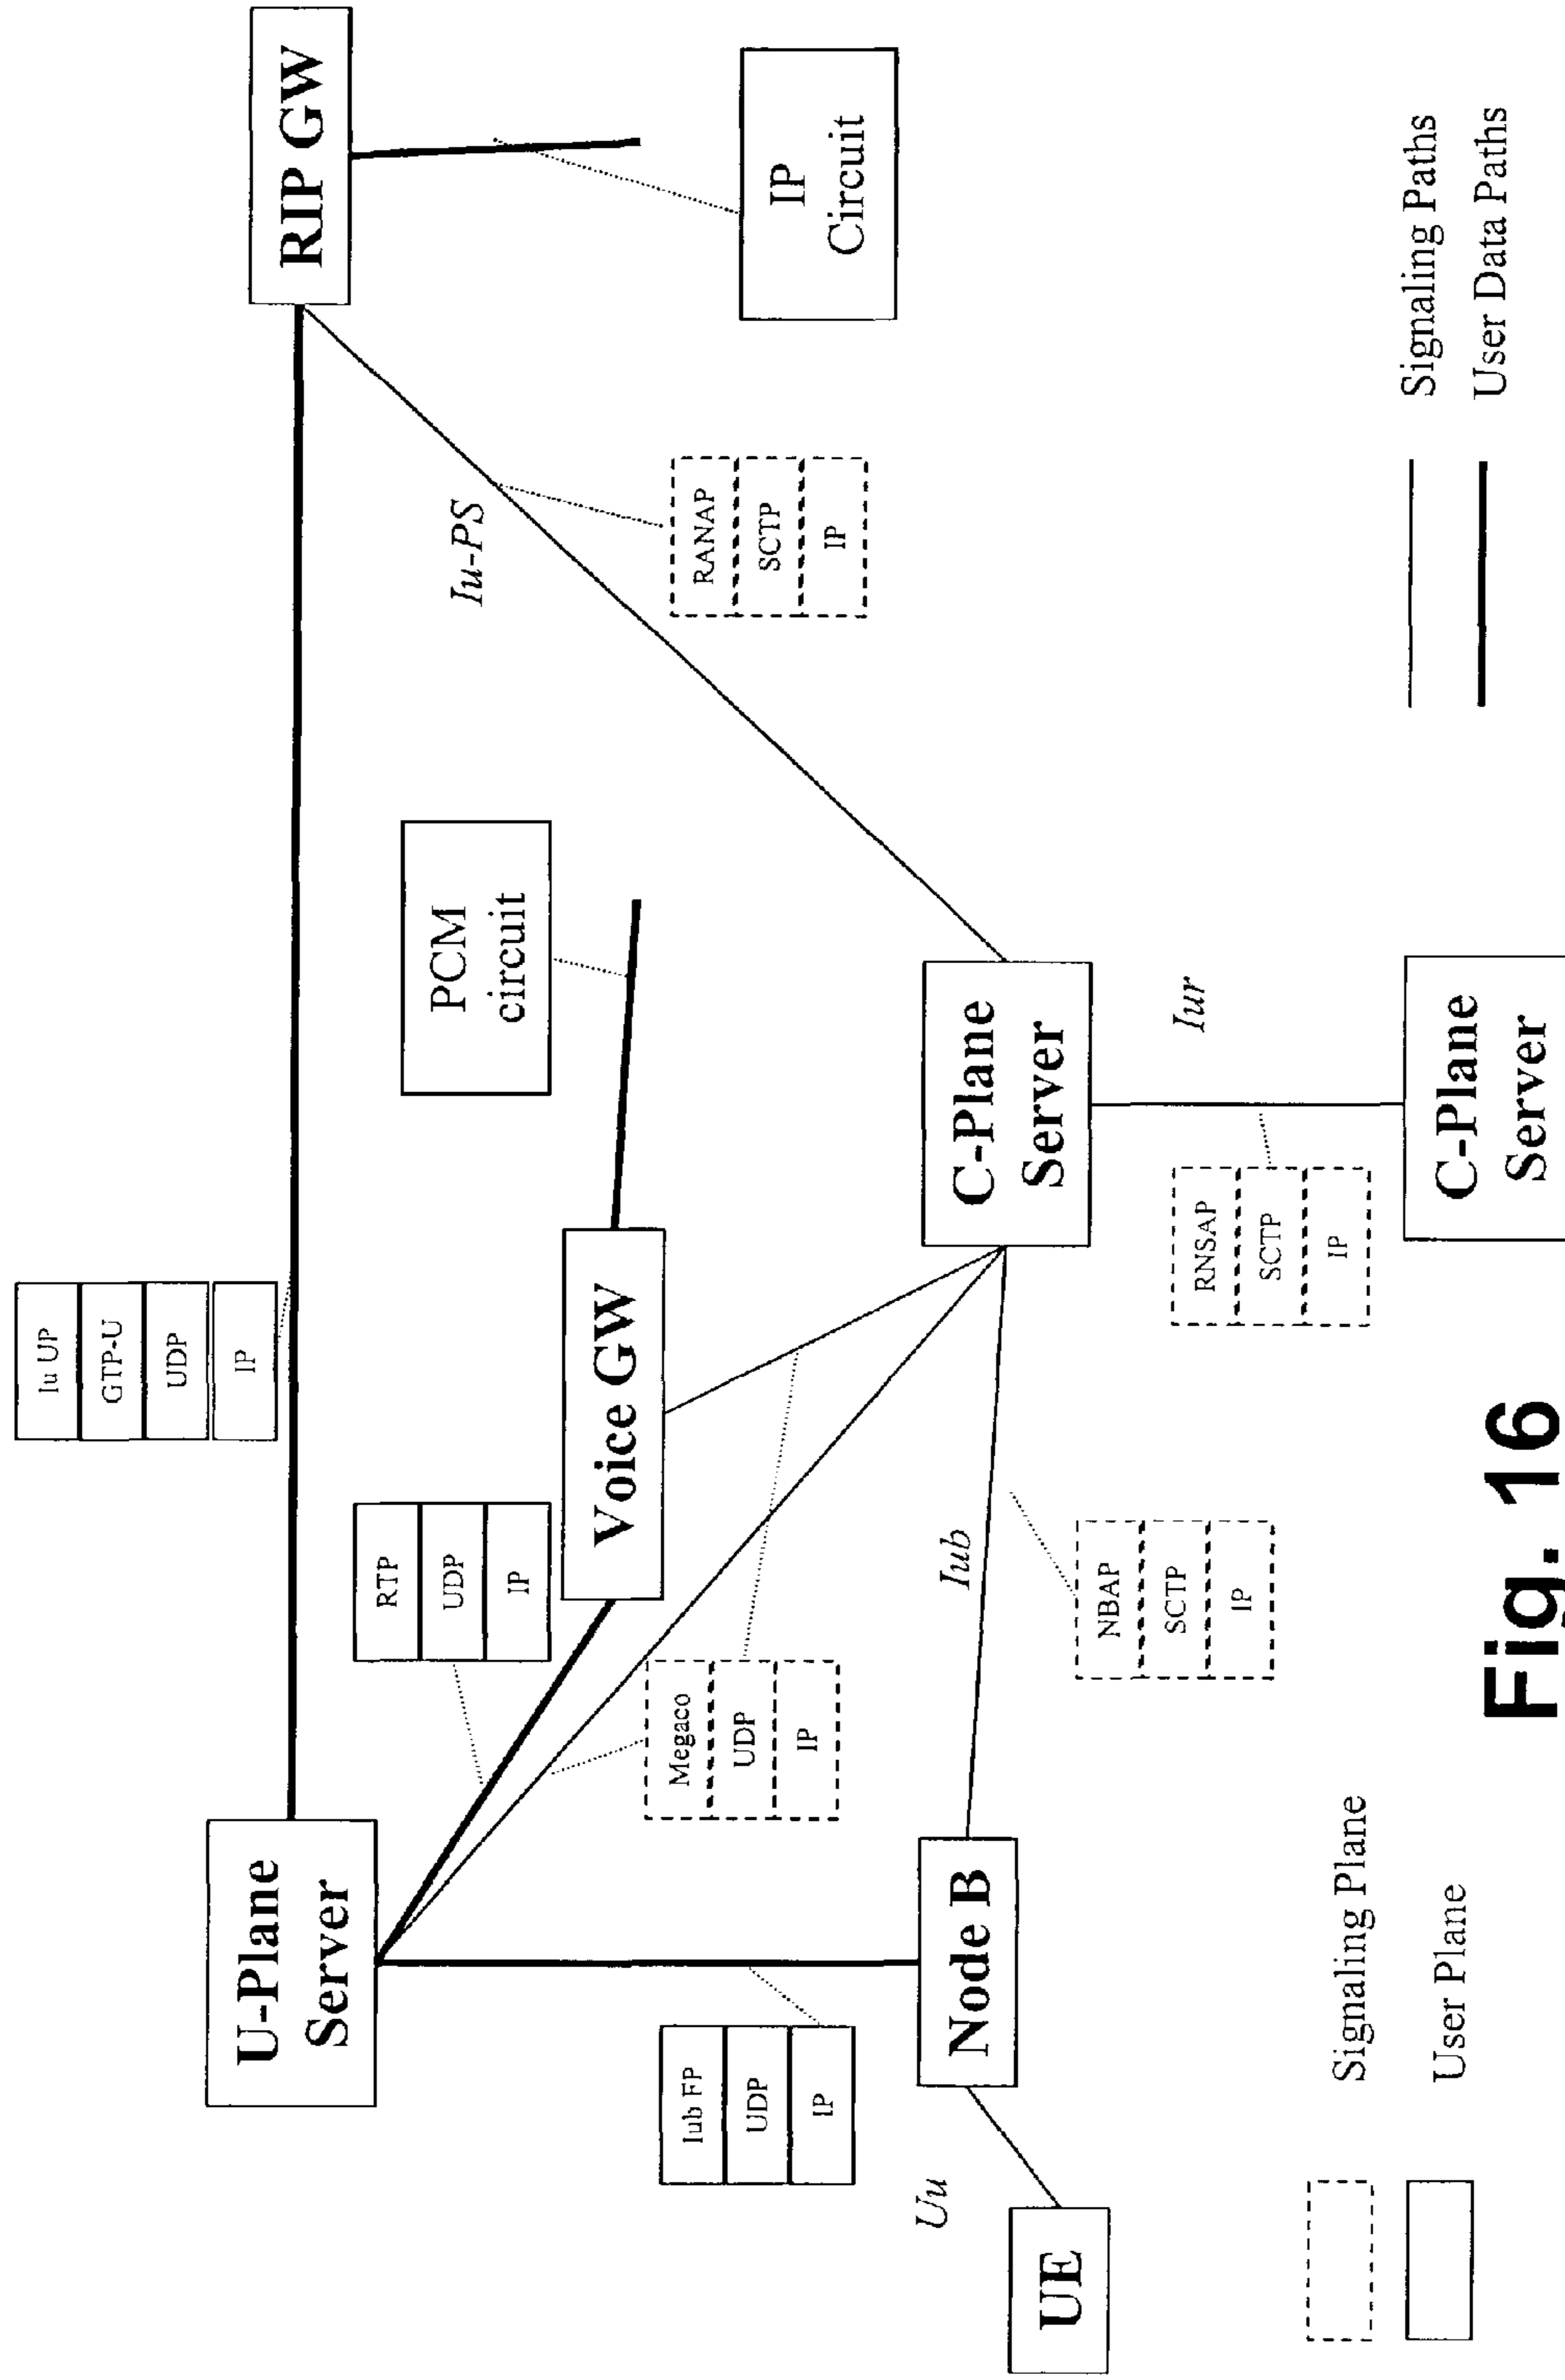 Iu UP
GTP-U
UDP
IP
U-Plane
Server
RIP GW
RTP
UDP
IP
PCM
circuit
Iu-PS
Voice GW
Iub FP
UDP
IP
Megaco
UDP
IP
RANAP
SCTP
IP
IP
Circuit
Uu
Node B
Iub
C-Plane
Server
UE
NBAP
SCTP
IP
RNSAP
SCTP
IP
Iur
Signaling Plane
User Plane
C-Plane
Server
Signaling Paths
User Data Paths
Fig. 16